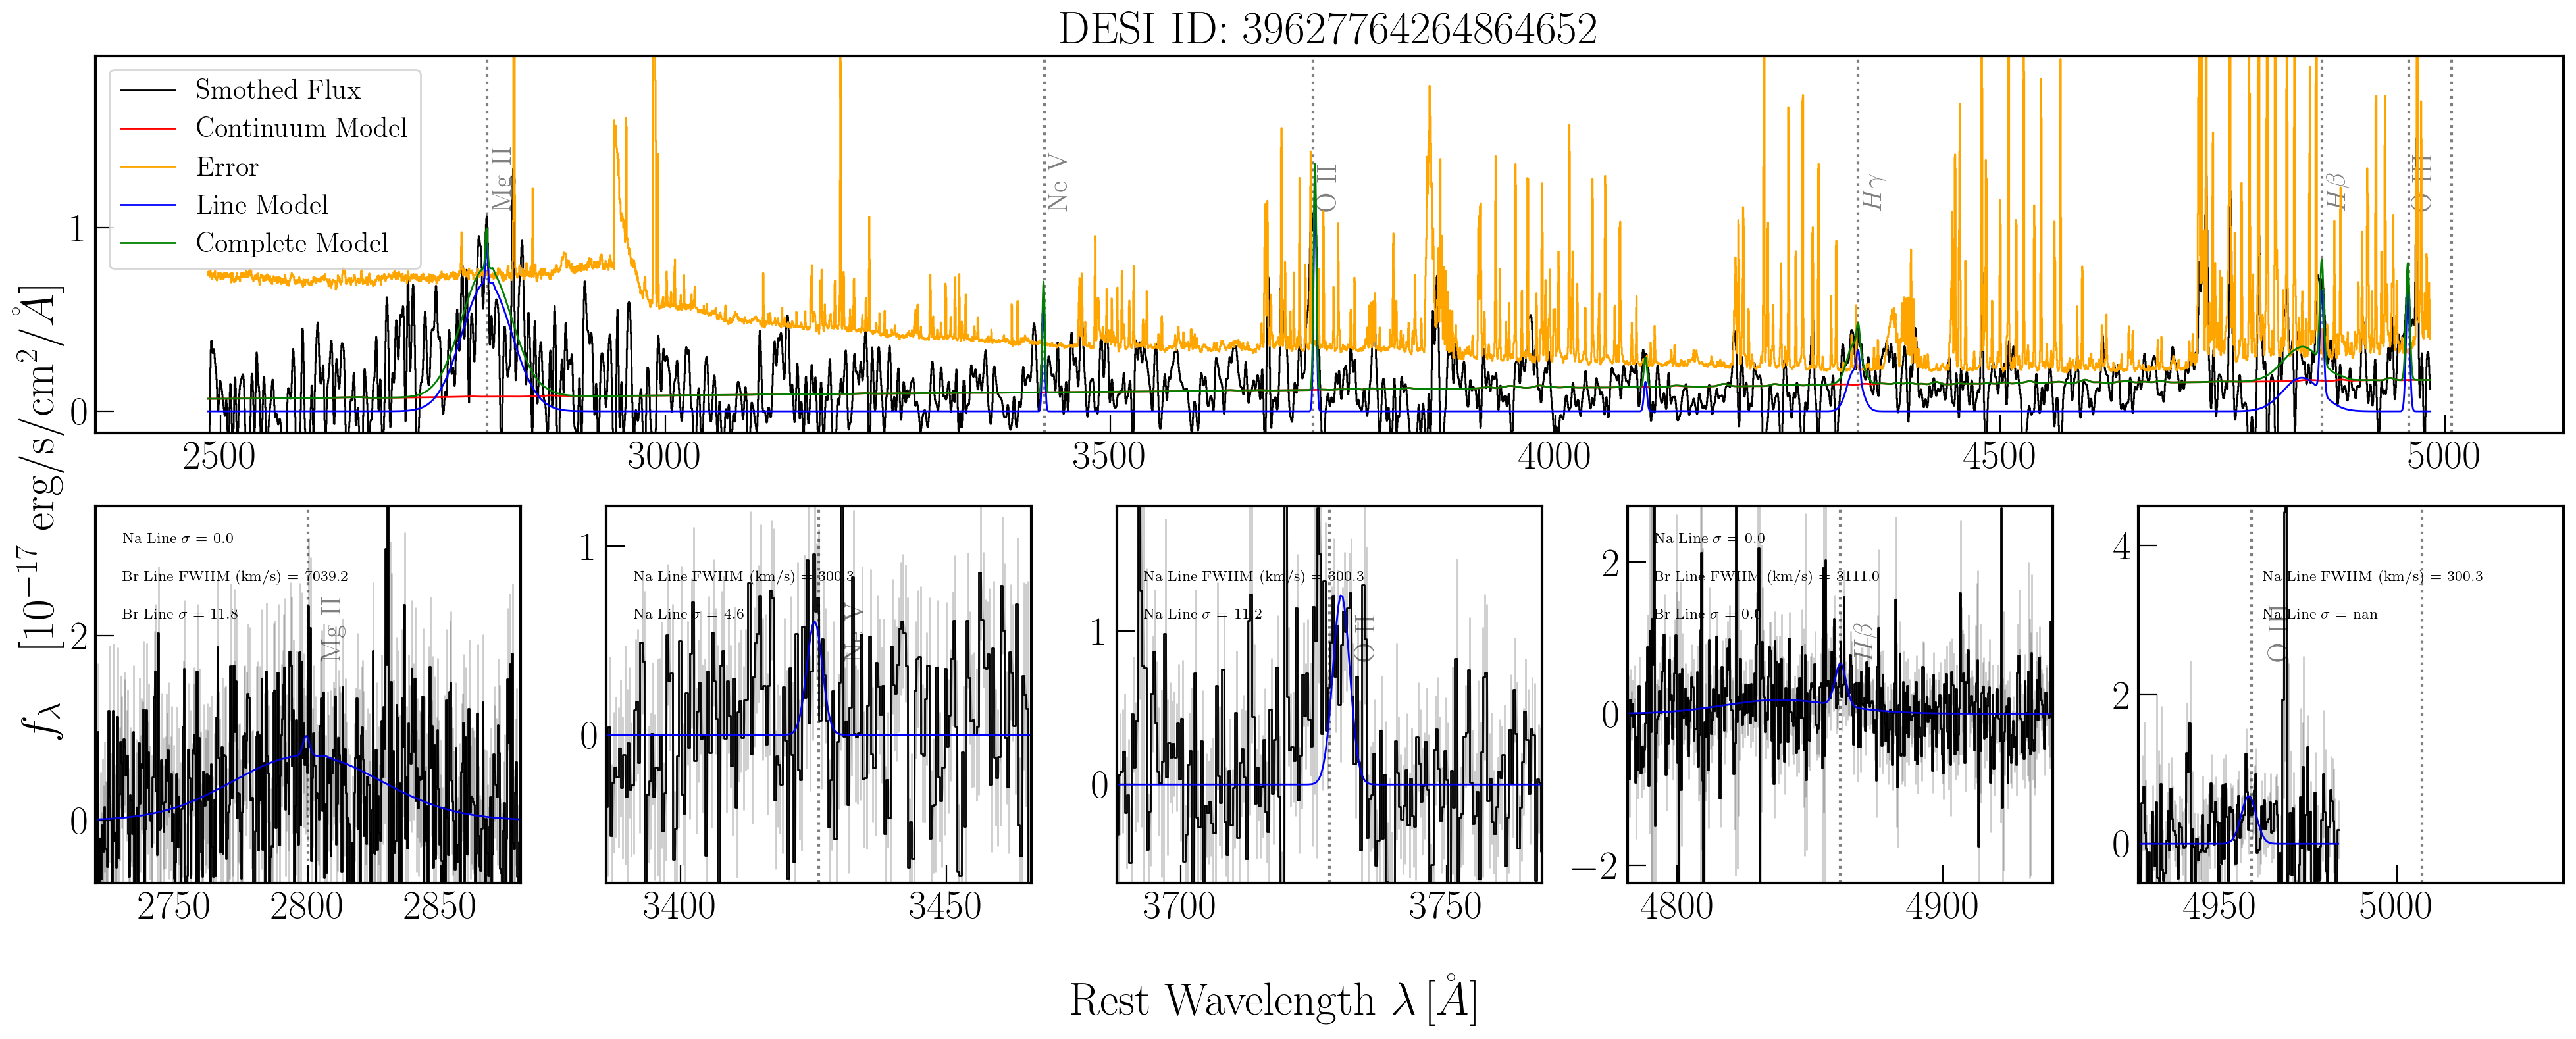 DESI ID: 39627764264864652
Smothed Flux
Continuum Model
Error
Line Model
Complete Model
Mg II
Ne V
O II
Hγ
Hβ
O III
1
0
2500
3000
3500
4000
4500
5000
f_λ [10^{-17} erg/s/cm^2/Å]
Na Line σ = 0.0
Br Line FWHM (km/s) = 7039.2
Br Line σ = 11.8
Mg II
2
0
2750
2800
2850
Na Line FWHM (km/s) = 300.3
Na Line σ = 4.6
Ne V
1
0
3400
3450
Na Line FWHM (km/s) = 300.3
Na Line σ = 11.2
O II
1
0
3700
3750
Na Line σ = 0.0
Br Line FWHM (km/s) = 3111.0
Br Line σ = 0.0
Hβ
2
0
−2
4800
4900
Na Line FWHM (km/s) = 300.3
Na Line σ = nan
O III
4
2
0
4950
5000
Rest Wavelength λ [Å]